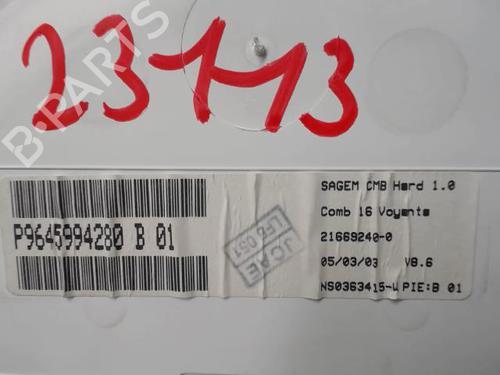 23113
B-PARTS
P9645994280 B 01
SAGEM CMB Hard 1.0
Comb 16 Voyants
21669240-0
05/03/03 V8.6
NS0363415-W PIE:B 01
JCAE
LFB 051